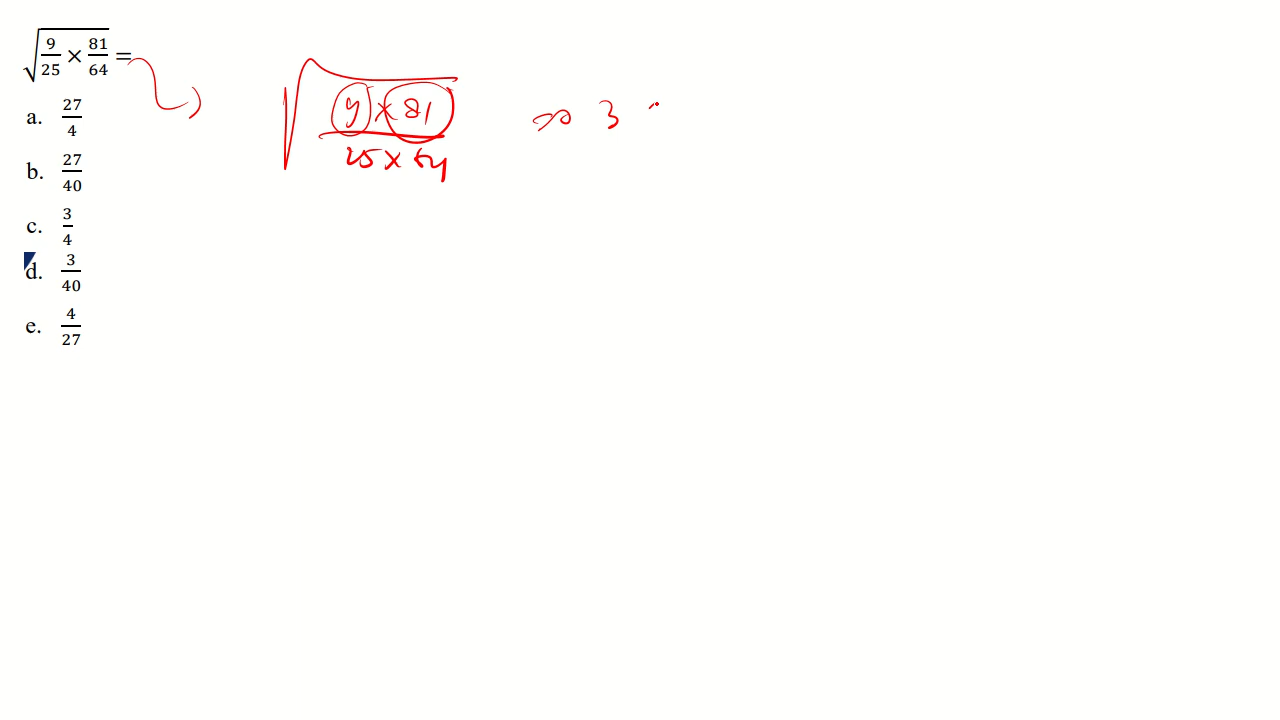 √(9/25 × 81/64) =
a. 27/4
b. 27/40
c. 3/4
d. 3/40
e. 4/27
√((9 × 81)/(25 × 64))
3